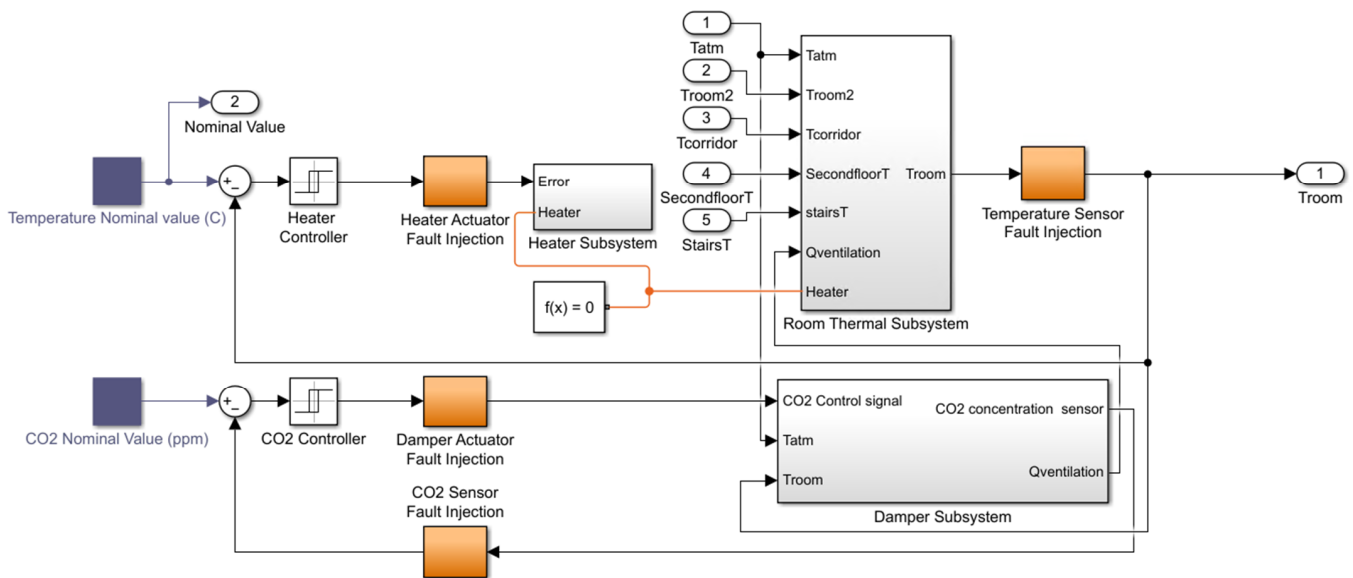 1
Tatm
2
Troom2
3
Tcorridor
4
SecondfloorT
5
StairsT
Tatm
Troom2
Tcorridor
SecondfloorT
stairsT
Qventilation
Heater
Troom
Room Thermal Subsystem
2
Nominal Value
Temperature Nominal value (C)
+
−
Heater
Controller
Heater Actuator
Fault Injection
Error
Heater
Heater Subsystem
f(x) = 0
Temperature Sensor
Fault Injection
1
Troom
CO2 Nominal Value (ppm)
+
−
CO2 Controller
Damper Actuator
Fault Injection
CO2 Sensor
Fault Injection
CO2 Control signal
Tatm
Troom
CO2 concentration sensor
Qventilation
Damper Subsystem